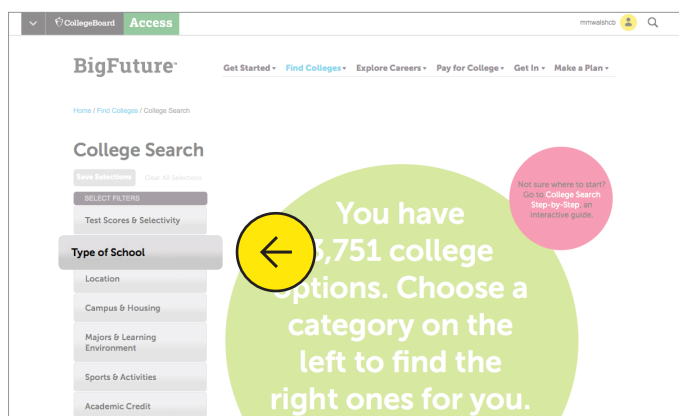 CollegeBoard Access mmwalshcb
BigFuture
Get Started Find Colleges Explore Careers Pay for College Get In Make a Plan
Home / Find Colleges / College Search
College Search
Save Selections Clear All Selections
SELECT FILTERS
Test Scores & Selectivity
Type of School
Location
Campus & Housing
Majors & Learning
Environment
Sports & Activities
Academic Credit
You have
,751 college
options. Choose a
category on the
left to find the
right ones for you.
Not sure where to start?
Go to College Search
Step-by-Step, an
interactive guide.